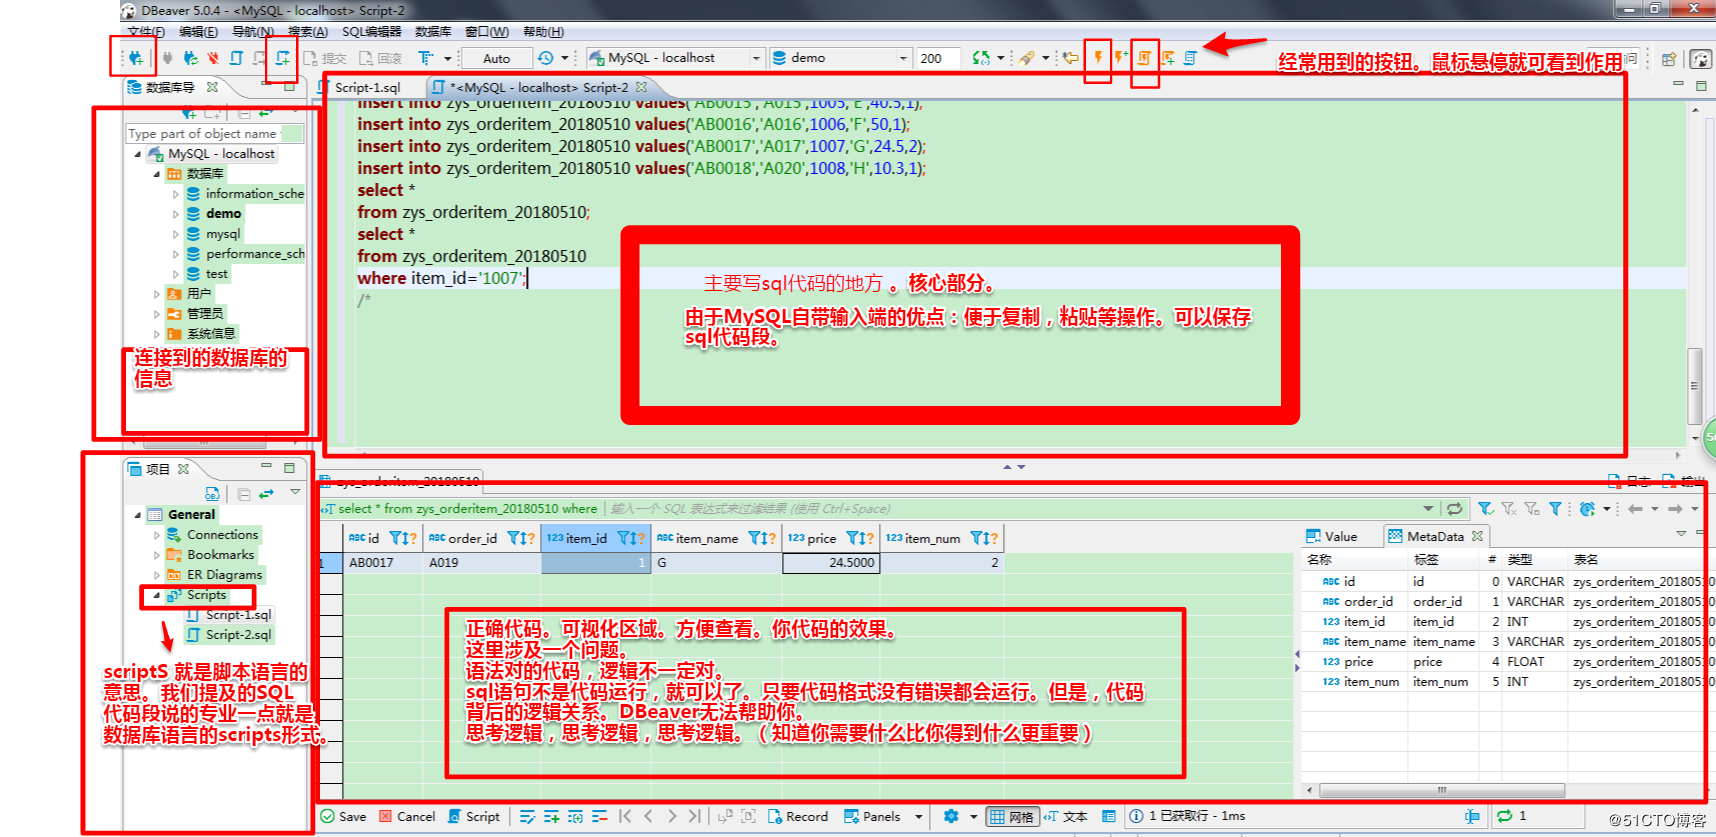 DBeaver 5.0.4 - <MySQL - localhost> Script-2
文件(F) 编辑(E) 导航(N) 搜索(A) SQL编辑器 数据库 窗口(W) 帮助(H)
提交 回滚 Auto MySQL - localhost demo 200
经常用到的按钮。鼠标悬停就可看到作用
数据库导
Script-1.sql *<MySQL - localhost> Script-2
Type part of object name
MySQL - localhost
数据库
information_sche
demo
mysql
performance_sch
test
用户
管理员
系统信息
连接到的数据库的
信息
insert into zys_orderitem_20180510 values('AB0015','A015',1005,'E',40.5,1);
insert into zys_orderitem_20180510 values('AB0016','A016',1006,'F',50,1);
insert into zys_orderitem_20180510 values('AB0017','A017',1007,'G',24.5,2);
insert into zys_orderitem_20180510 values('AB0018','A020',1008,'H',10.3,1);
select *
from zys_orderitem_20180510;
select *
from zys_orderitem_20180510
where item_id='1007';
/*
主要写sql代码的地方 。核心部分。
由于MySQL自带输入端的优点：便于复制，粘贴等操作。可以保存
sql代码段。
项目
General
Connections
Bookmarks
ER Diagrams
Scripts
Script-1.sql
Script-2.sql
scriptS 就是脚本语言的
意思。我们提及的SQL
代码段说的专业一点就是
数据库语言的scripts形式。
zys_orderitem_20180510
日志 输出
select * from zys_orderitem_20180510 where 输入一个 SQL 表达式来过滤结果 (使用 Ctrl+Space)
ABC id ABC order_id 123 item_id ABC item_name 123 price 123 item_num
1 AB0017 A019 1 G 24.5000 2
正确代码。可视化区域。方便查看。你代码的效果。
这里涉及一个问题。
语法对的代码，逻辑不一定对。
sql语句不是代码运行，就可以了。只要代码格式没有错误都会运行。但是，代码
背后的逻辑关系。DBeaver无法帮助你。
思考逻辑，思考逻辑，思考逻辑。（知道你需要什么比你得到什么更重要）
Value MetaData
名称 标签 # 类型 表名
ABC id id 0 VARCHAR zys_orderitem_20180510
ABC order_id order_id 1 VARCHAR zys_orderitem_20180510
123 item_id item_id 2 INT zys_orderitem_20180510
ABC item_name item_name 3 VARCHAR zys_orderitem_20180510
123 price price 4 FLOAT zys_orderitem_20180510
123 item_num item_num 5 INT zys_orderitem_20180510
Save Cancel Script Record Panels 网格 文本 1 已获取行 - 1ms 1
@51CTO博客